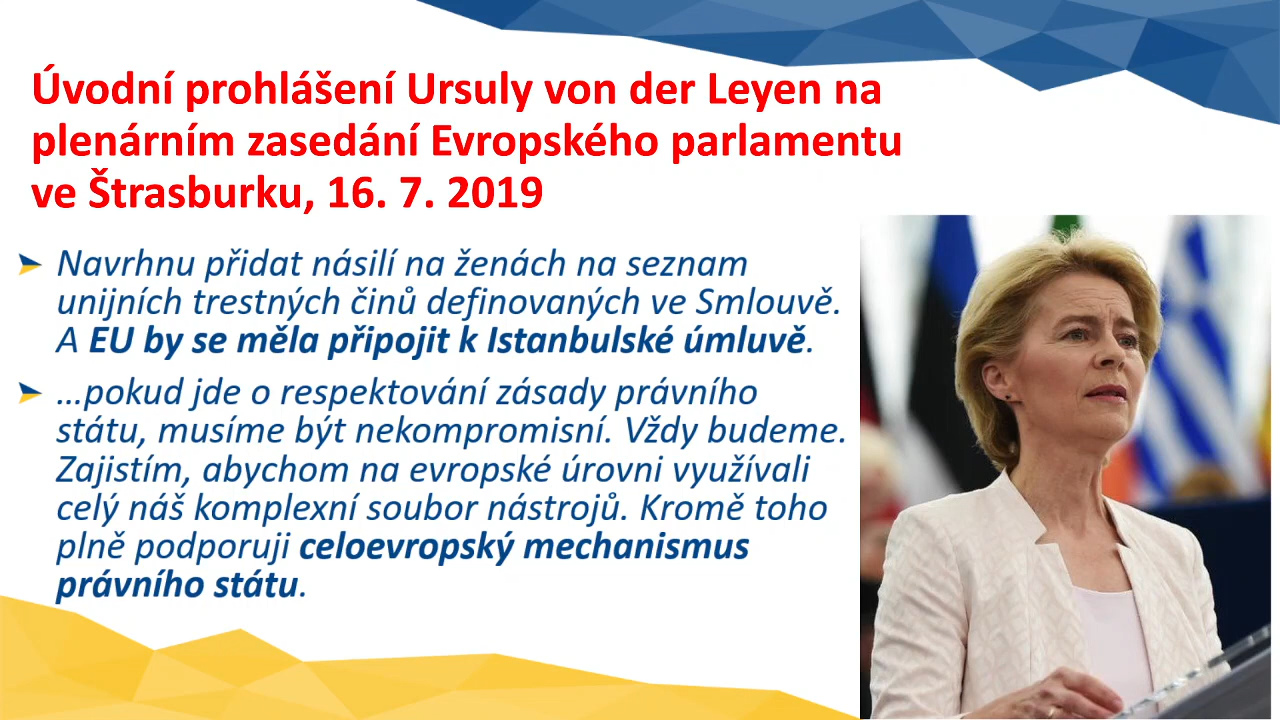 Úvodní prohlášení Ursuly von der Leyen na
plenárním zasedání Evropského parlamentu
ve Štrasburku, 16. 7. 2019
Navrhnu přidat násilí na ženách na seznam
unijních trestných činů definovaných ve Smlouvě.
A EU by se měla připojit k Istanbulské úmluvě.
…pokud jde o respektování zásady právního
státu, musíme být nekompromisní. Vždy budeme.
Zajistím, abychom na evropské úrovni využívali
celý náš komplexní soubor nástrojů. Kromě toho
plně podporuji celoevropský mechanismus
právního státu.